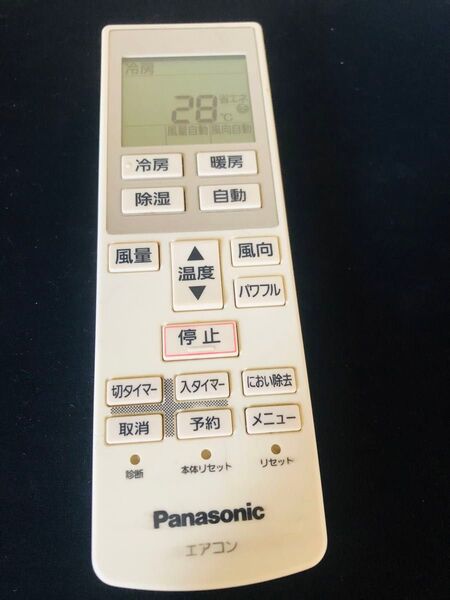 冷房
28℃ 省エネ
風量自動 風向自動
冷房 暖房
除湿 自動
風量 温度 風向
パワフル
停止
切タイマー 入タイマー におい除去
取消 予約 メニュー
診断 本体リセット リセット
Panasonic
エアコン